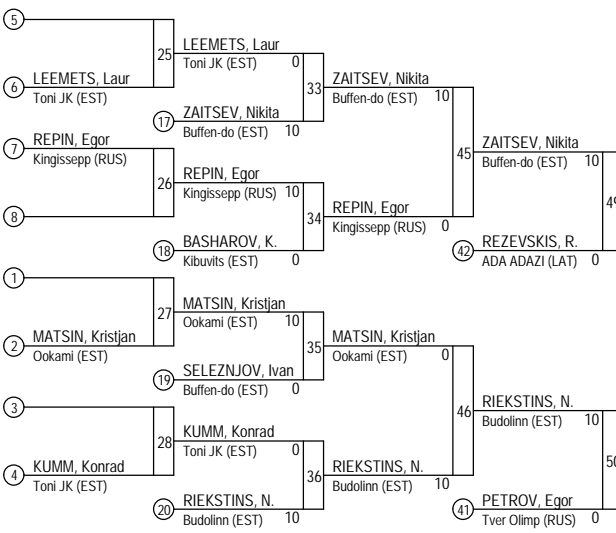 5
25
LEEMETS, Laur
Toni JK (EST) 0
6
LEEMETS, Laur
Toni JK (EST)
33
ZAITSEV, Nikita
Buffen-do (EST) 10
17
ZAITSEV, Nikita
Buffen-do (EST) 10
7
REPIN, Egor
Kingissepp (RUS)
45
ZAITSEV, Nikita
Buffen-do (EST) 10
26
REPIN, Egor
Kingissepp (RUS) 10
8
34
REPIN, Egor
Kingissepp (RUS) 0
49
18
BASHAROV, K.
Kibuvits (EST) 0
42
REZEVSKIS, R.
ADA ADAZI (LAT) 0
1
27
MATSIN, Kristjan
Ookami (EST) 10
2
MATSIN, Kristjan
Ookami (EST)
35
MATSIN, Kristjan
Ookami (EST) 0
19
SELEZNJOV, Ivan
Buffen-do (EST) 0
3
46
RIEKSTINS, N.
Budolinn (EST) 10
28
KUMM, Konrad
Toni JK (EST) 0
4
KUMM, Konrad
Toni JK (EST)
36
RIEKSTINS, N.
Budolinn (EST) 10
50
20
RIEKSTINS, N.
Budolinn (EST) 10
41
PETROV, Egor
Tver Olimp (RUS) 0